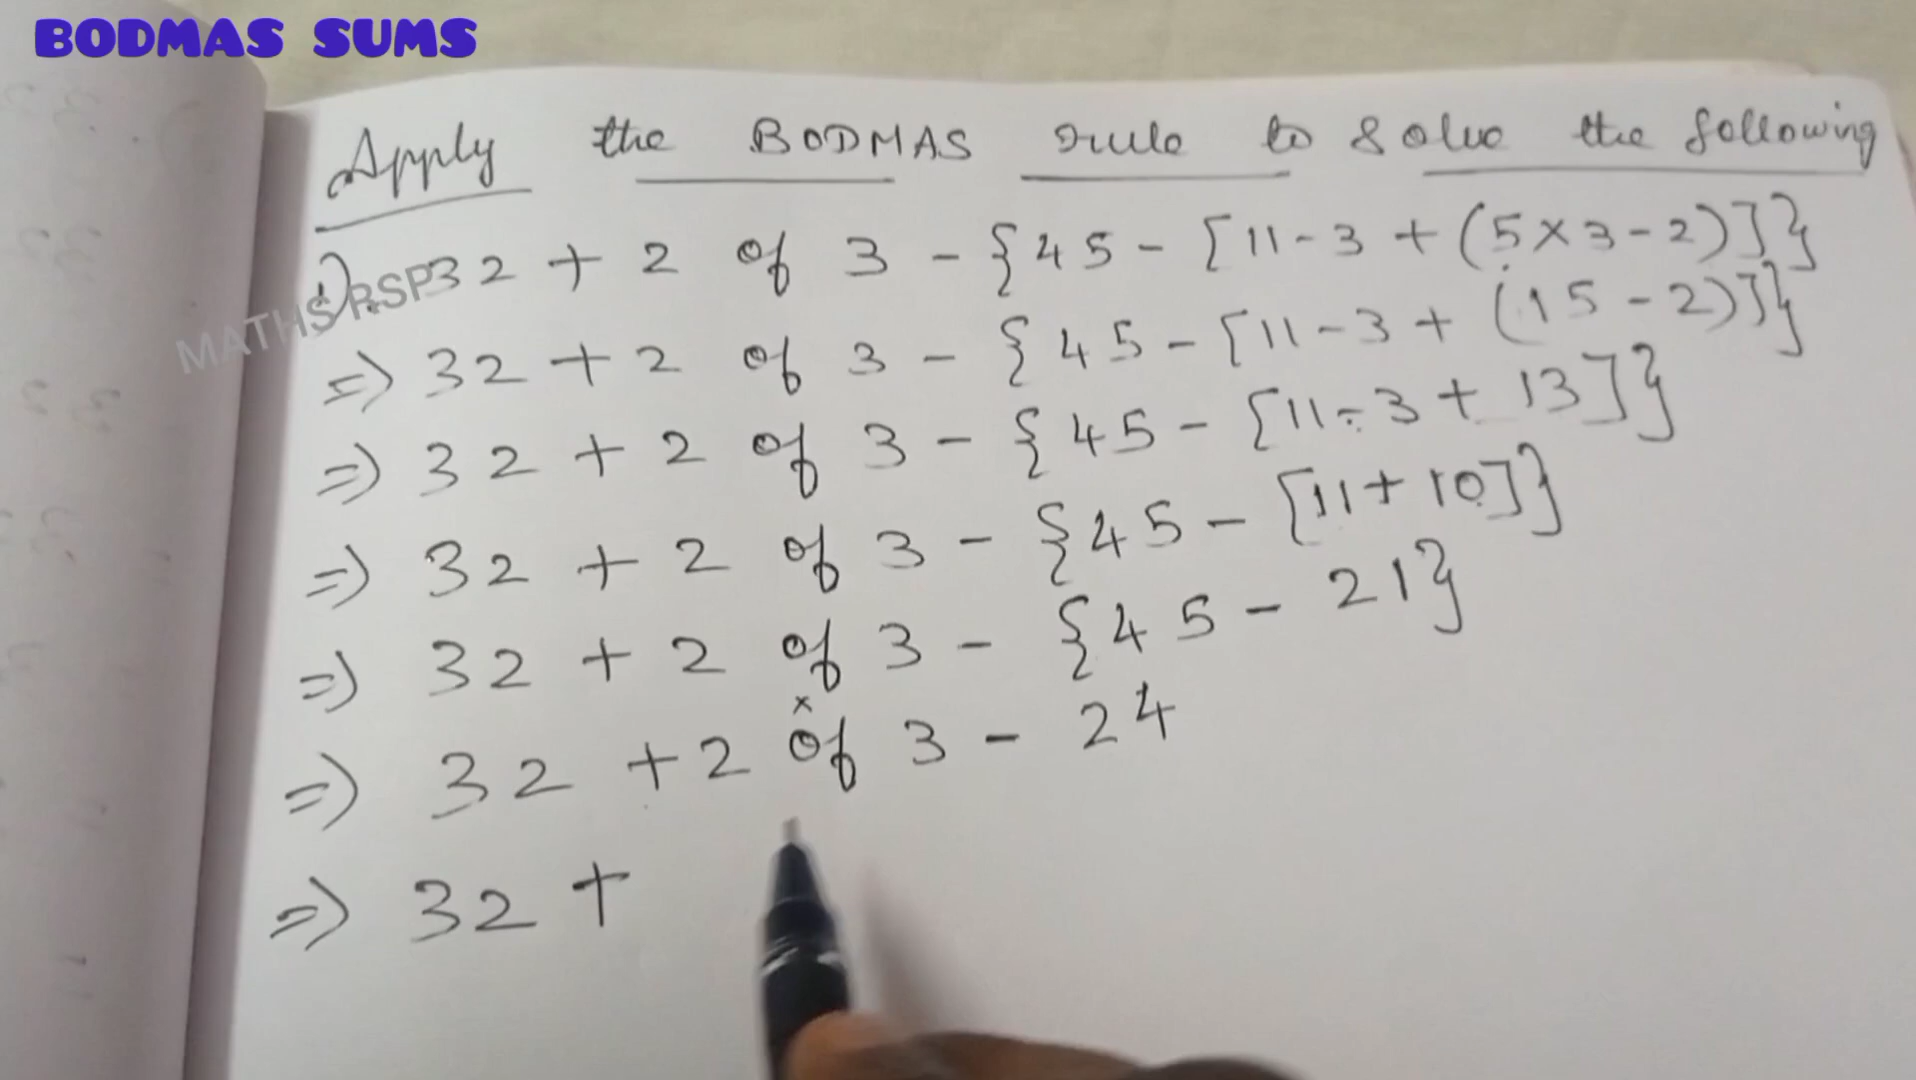 BODMAS SUMS
Apply the BODMAS rule to Solve the following
1). 32 + 2 of 3 - {45 - [11 - 3 + (5 × 3 - 2)]}
MATHS RSP
=) 32 + 2 of 3 - {45 - [11 - 3 + (15 - 2)]}
=) 32 + 2 of 3 - {45 - [11 - 3 + 13]}
=) 32 + 2 of 3 - {45 - [11 + 10]}
=) 32 + 2 of 3 - {45 - 21}
×
=) 32 + 2 of 3 - 24
=) 32 +